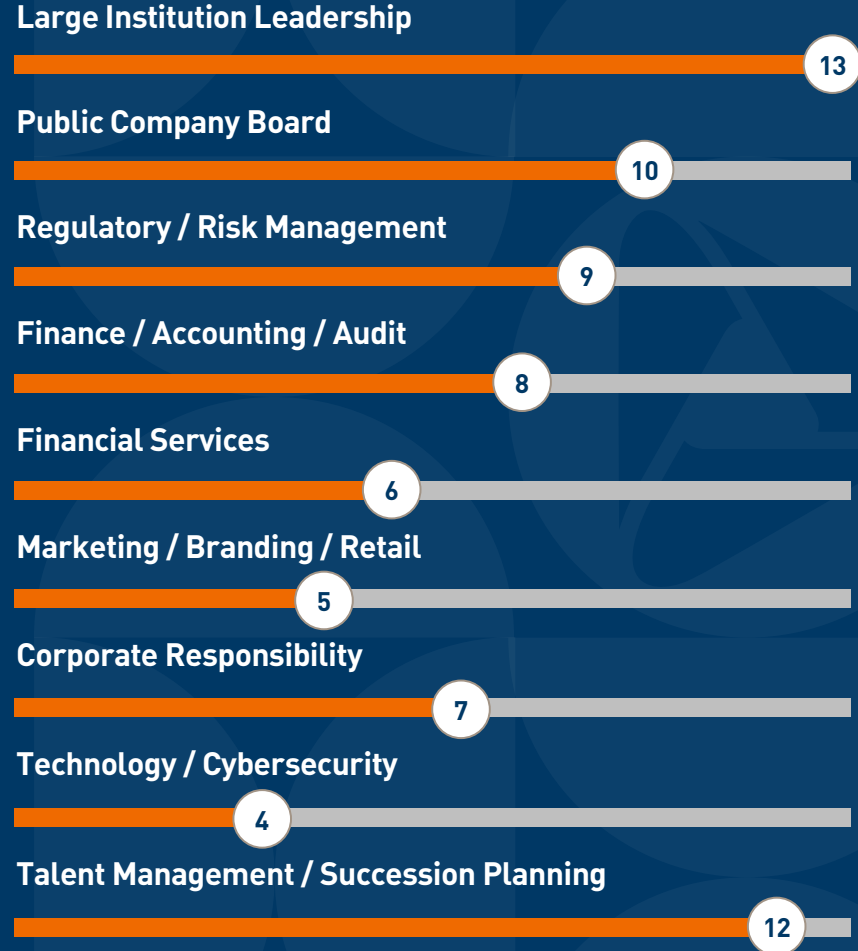 Large Institution Leadership
13
Public Company Board
10
Regulatory / Risk Management
9
Finance / Accounting / Audit
8
Financial Services
6
Marketing / Branding / Retail
5
Corporate Responsibility
7
Technology / Cybersecurity
4
Talent Management / Succession Planning
12